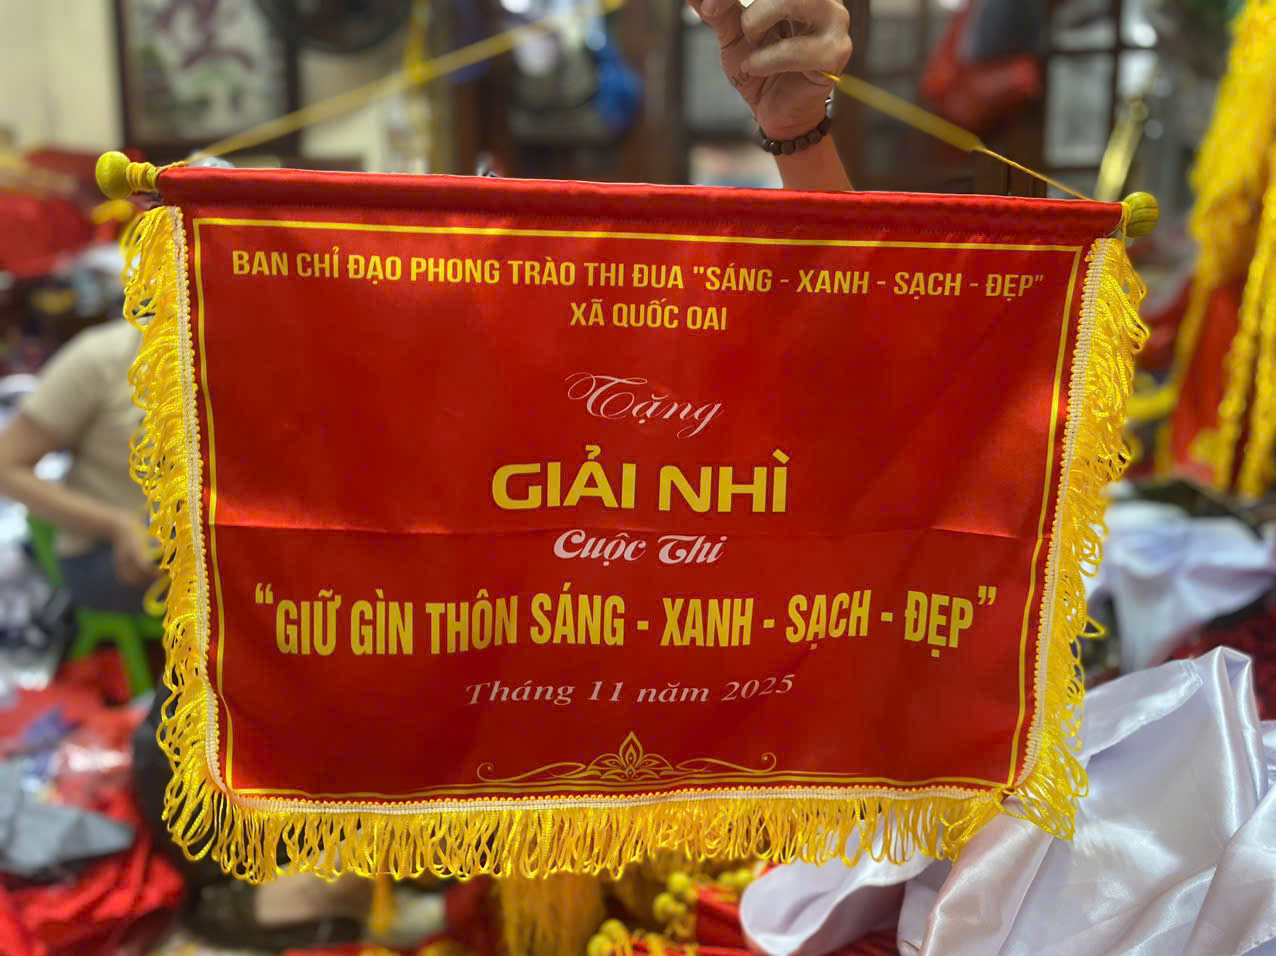 BAN CHỈ ĐẠO PHONG TRÀO THI ĐUA "SÁNG - XANH - SẠCH - ĐẸP"
XÃ QUỐC OAI
Tặng
GIẢI NHÌ
Cuộc Thi
“GIỮ GÌN THÔN SÁNG - XANH - SẠCH - ĐẸP”
Tháng 11 năm 2025